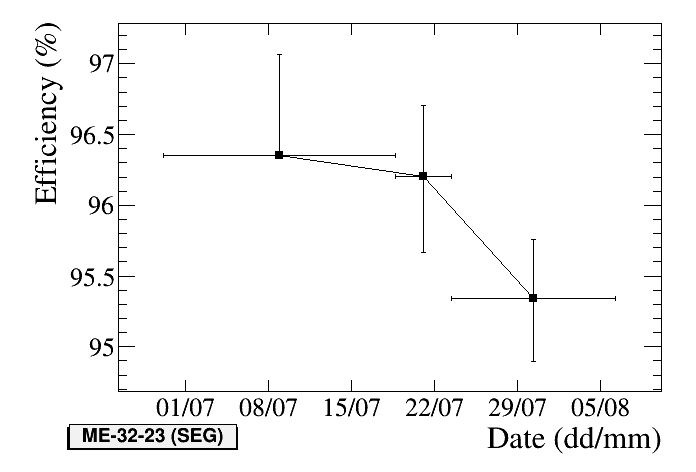 Efficiency (%)
97
96.5
96
95.5
95
01/07 08/07 15/07 22/07 29/07 05/08
ME-32-23 (SEG)
Date (dd/mm)